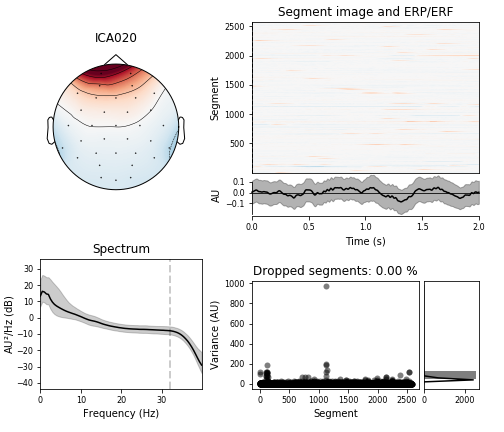 ICA020
Segment image and ERP/ERF
2500
2000
1500
1000
500
Segment
0.1
0.0
−0.1
AU
0.0 0.5 1.0 1.5 2.0
Time (s)
Spectrum
30
20
10
0
−10
−20
−30
−40
AU²/Hz (dB)
0 10 20 30
Frequency (Hz)
Dropped segments: 0.00 %
1000
800
600
400
200
0
Variance (AU)
0 500 1000 1500 2000 2500
Segment
0 2000